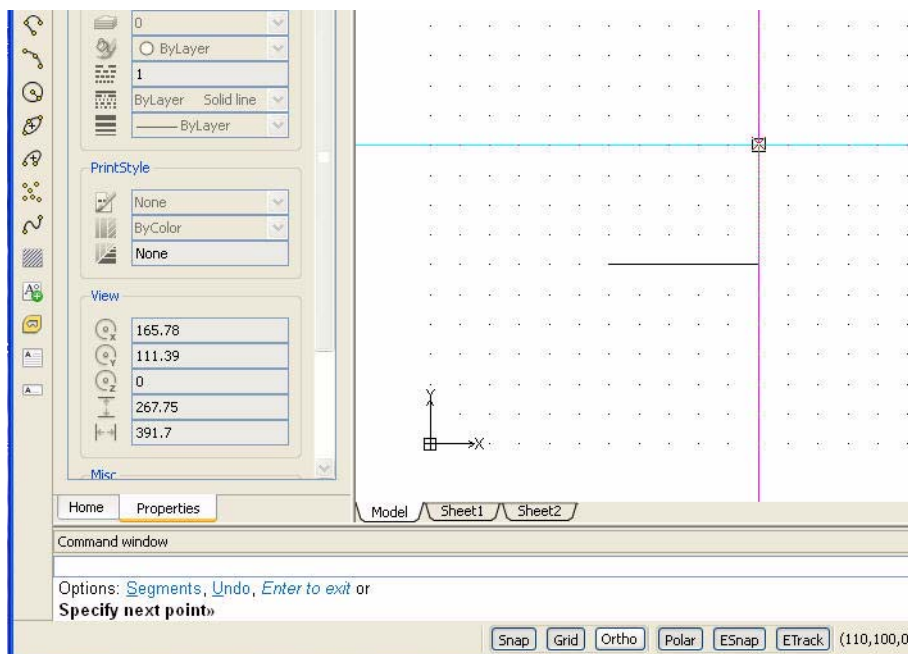 0
ByLayer
1
ByLayer Solid line
ByLayer
PrintStyle
None
ByColor
None
View
165.78
111.39
0
267.75
391.7
Misc
Home Properties
Y
X
Model Sheet1 Sheet2
Command window
Options: Segments, Undo, Enter to exit or
Specify next point»
Snap Grid Ortho Polar ESnap ETrack (110,100,0